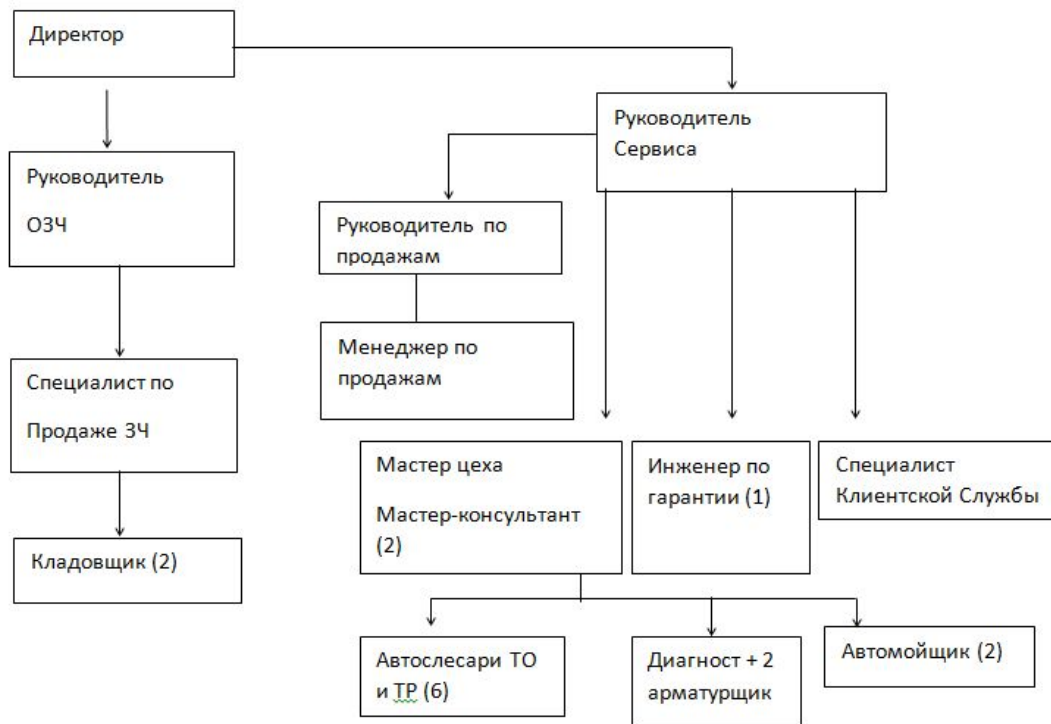 Директор
Руководитель
Сервиса
Руководитель
ОЗЧ
Руководитель по
продажам
Менеджер по
продажам
Специалист по
Продаже ЗЧ
Мастер цеха
Мастер-консультант
(2)
Инженер по
гарантии (1)
Специалист
Клиентской Службы
Кладовщик (2)
Автослесари ТО
и ТР (6)
Диагност + 2
арматурщик
Автомойщик (2)